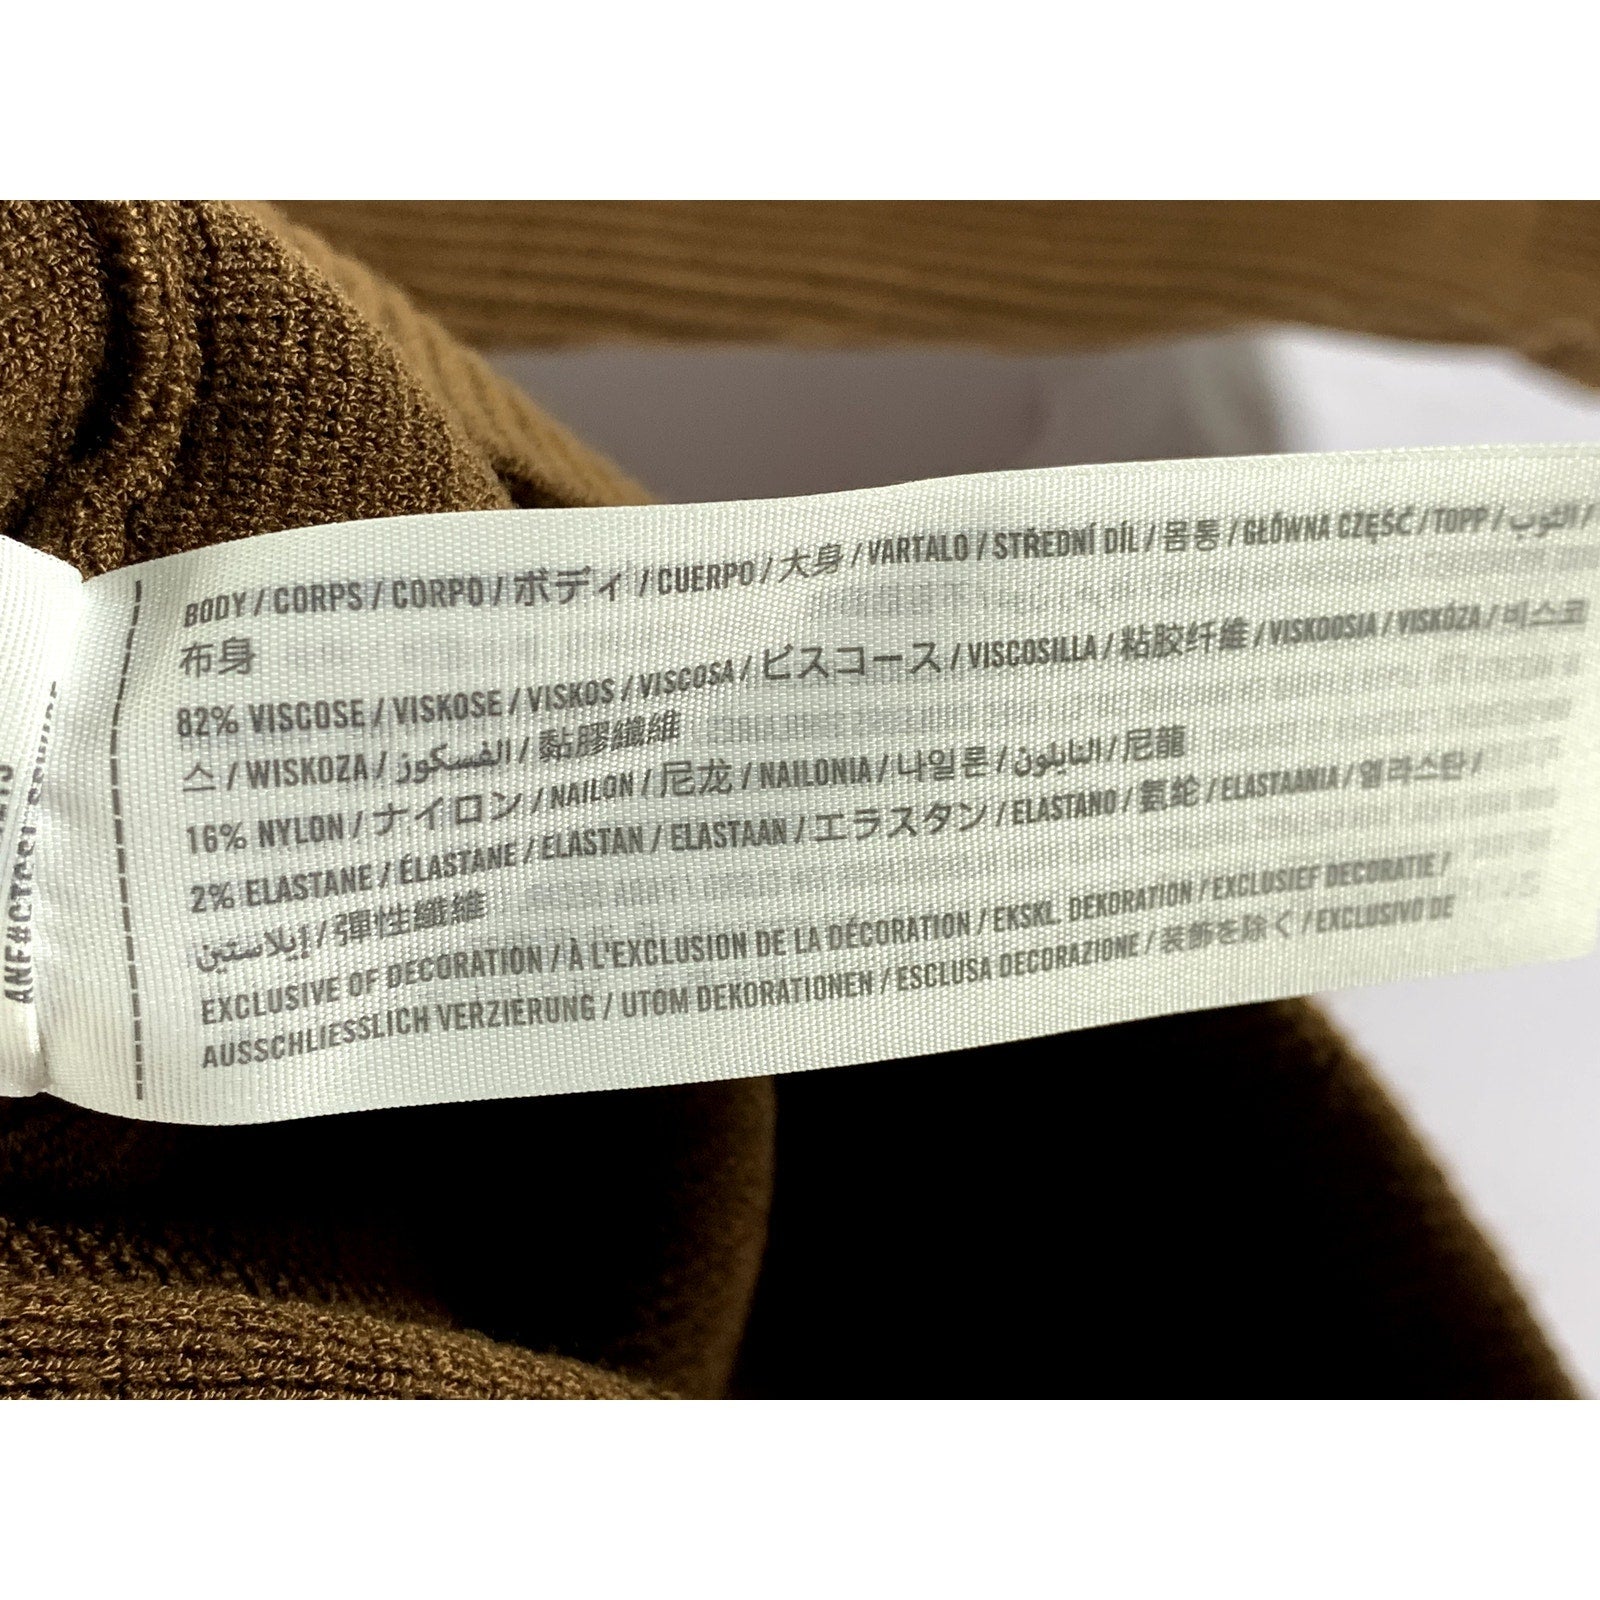 BODY / CORPS / CORPO / ボディ / CUERPO / 大身 / VARTALO / STŘEDNÍ DÍL / 몸통 / GŁÓWNA CZĘŚĆ / TOPP / الثوب /
布身
82% VISCOSE / VISKOSE / VISKOS / VISCOSA / ビスコース / VISCOSILLA / 粘胶纤维 / VISKOOSIA / VISKÓZA / 비스코
스 / WISKOZA / الفسكوز / 黏膠纖維
16% NYLON / ナイロン / NAILON / 尼龙 / NAILONIA / 나일론 / النايلون / 尼龍
2% ELASTANE / ÉLASTANE / ELASTAN / ELASTAAN / エラスタン / ELASTANO / 氨纶 / ELASTAANIA / 엘라스탄 /
إيلاستين / 彈性纖維
EXCLUSIVE OF DECORATION / À L'EXCLUSION DE LA DÉCORATION / EKSKL. DEKORATION / EXCLUSIEF DECORATIE /
AUSSCHLIESSLICH VERZIERUNG / UTOM DEKORATIONEN / ESCLUSA DECORAZIONE / 装飾を除く / EXCLUSIVO DE